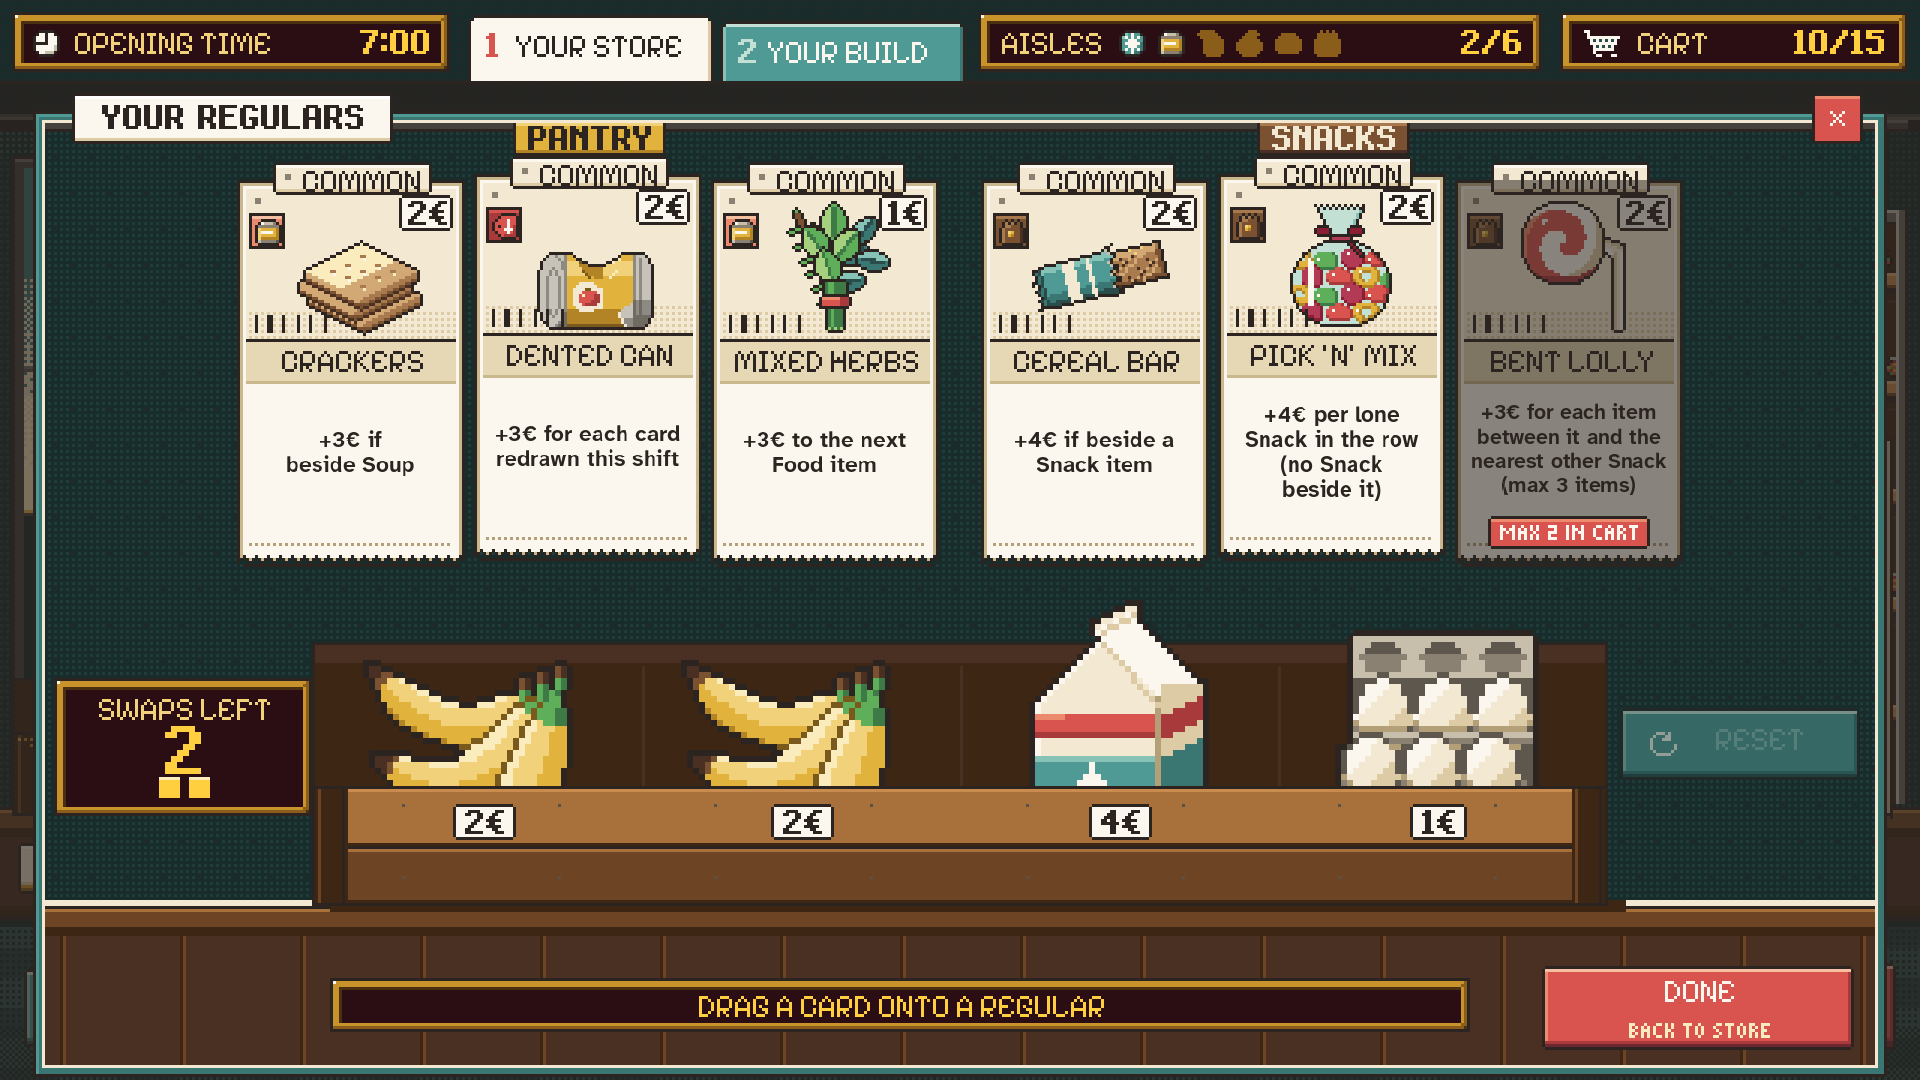 OPENING TIME 7:00
1 YOUR STORE
2 YOUR BUILD
AISLES 2/6
CART 10/15
YOUR REGULARS
PANTRY
SNACKS
COMMON
2€
CRACKERS
+3€ if
beside Soup
COMMON
2€
DENTED CAN
+3€ for each card
redrawn this shift
COMMON
1€
MIXED HERBS
+3€ to the next
Food item
COMMON
2€
CEREAL BAR
+4€ if beside a
Snack item
COMMON
2€
PICK 'N' MIX
+4€ per lone
Snack in the row
(no Snack
beside it)
COMMON
2€
BENT LOLLY
+3€ for each item
between it and the
nearest other Snack
(max 3 items)
MAX 2 IN CART
SWAPS LEFT
2
2€
2€
4€
1€
RESET
DRAG A CARD ONTO A REGULAR
DONE
BACK TO STORE